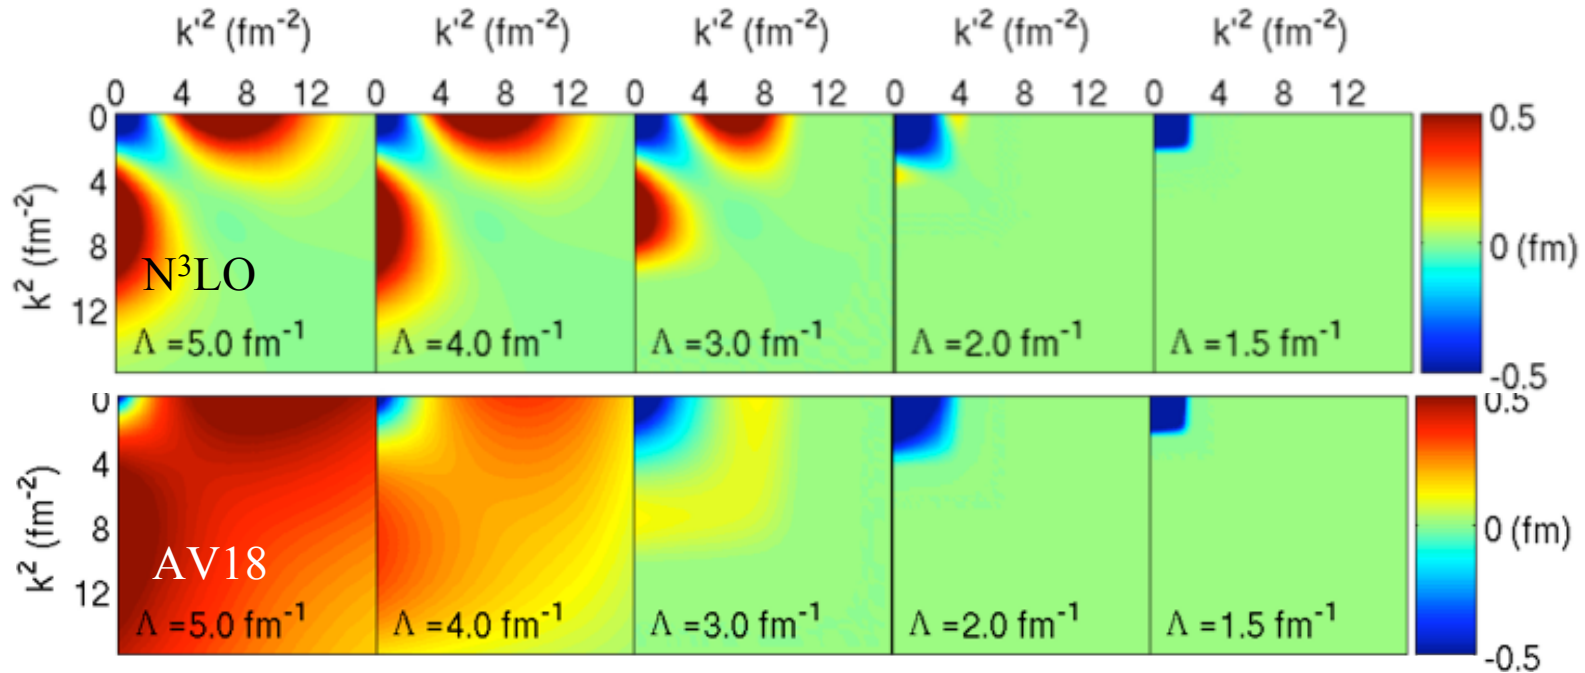 k'² (fm⁻²) k'² (fm⁻²) k'² (fm⁻²) k'² (fm⁻²) k'² (fm⁻²)
0 4 8 12 0 4 8 12 0 4 8 12 0 4 8 12 0 4 8 12
k² (fm⁻²)
0
4
8
12
N³LO
Λ =5.0 fm⁻¹ Λ =4.0 fm⁻¹ Λ =3.0 fm⁻¹ Λ =2.0 fm⁻¹ Λ =1.5 fm⁻¹
0.5
0 (fm)
-0.5
k² (fm⁻²)
0
4
8
12
AV18
Λ =5.0 fm⁻¹ Λ =4.0 fm⁻¹ Λ =3.0 fm⁻¹ Λ =2.0 fm⁻¹ Λ =1.5 fm⁻¹
0.5
0 (fm)
-0.5